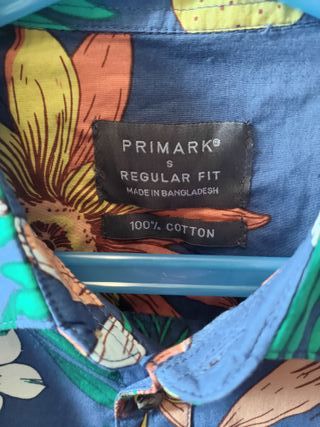 PRIMARK®
S
REGULAR FIT
MADE IN BANGLADESH
100% COTTON